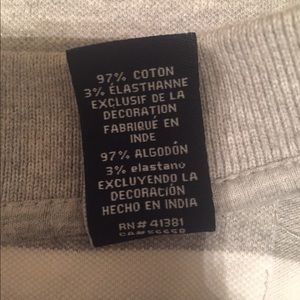 97% COTON
3% ÉLASTHANNE
EXCLUSIF DE LA
DECORATION
FABRIQUÉ EN
INDE
97% ALGODÓN
3% elastano
EXCLUYENDO LA
DECORACIÓN
HECHO EN INDIA
RN# 41381